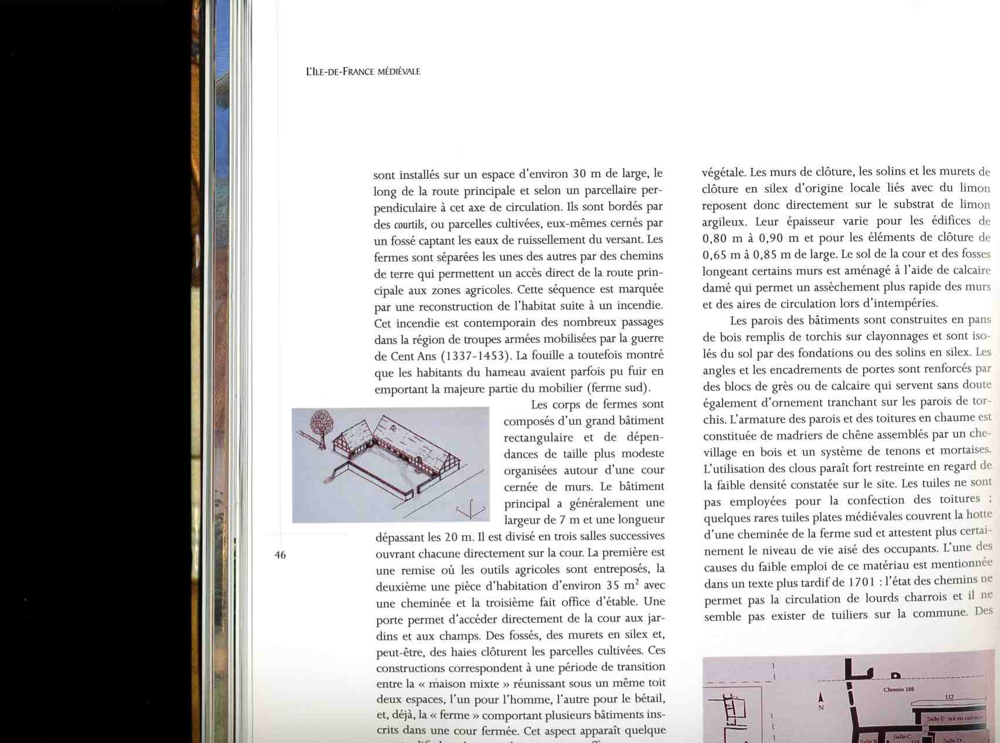 L'ILE-DE-FRANCE MÉDIÉVALE
sont installés sur un espace d'environ 30 m de large, le
long de la route principale et selon un parcellaire per-
pendiculaire à cet axe de circulation. Ils sont bordés par
des courtils, ou parcelles cultivées, eux-mêmes cernés par
un fossé captant les eaux de ruissellement du versant. Les
fermes sont séparées les unes des autres par des chemins
de terre qui permettent un accès direct de la route prin-
cipale aux zones agricoles. Cette séquence est marquée
par une reconstruction de l'habitat suite à un incendie.
Cet incendie est contemporain des nombreux passages
dans la région de troupes armées mobilisées par la guerre
de Cent Ans (1337-1453). La fouille a toutefois montré
que les habitants du hameau avaient parfois pu fuir en
emportant la majeure partie du mobilier (ferme sud).
Les corps de fermes sont
composés d'un grand bâtiment
rectangulaire et de dépen-
dances de taille plus modeste
organisées autour d'une cour
cernée de murs. Le bâtiment
principal a généralement une
largeur de 7 m et une longueur
dépassant les 20 m. Il est divisé en trois salles successives
ouvrant chacune directement sur la cour. La première est
une remise où les outils agricoles sont entreposés, la
deuxième une pièce d'habitation d'environ 35 m² avec
une cheminée et la troisième fait office d'étable. Une
porte permet d'accéder directement de la cour aux jar-
dins et aux champs. Des fossés, des murets en silex et,
peut-être, des haies clôturent les parcelles cultivées. Ces
constructions correspondent à une période de transition
entre la « maison mixte » réunissant sous un même toit
deux espaces, l'un pour l'homme, l'autre pour le bétail,
et, déjà, la « ferme » comportant plusieurs bâtiments ins-
crits dans une cour fermée. Cet aspect apparaît quelque
46
végétale. Les murs de clôture, les solins et les murets de
clôture en silex d'origine locale liés avec du limon
reposent donc directement sur le substrat de limon
argileux. Leur épaisseur varie pour les édifices de
0,80 m à 0,90 m et pour les éléments de clôture de
0,65 m à 0,85 m de large. Le sol de la cour et des fosses
longeant certains murs est aménagé à l'aide de calcaire
damé qui permet un assèchement plus rapide des murs
et des aires de circulation lors d'intempéries.
Les parois des bâtiments sont construites en pans
de bois remplis de torchis sur clayonnages et sont iso-
lés du sol par des fondations ou des solins en silex. Les
angles et les encadrements de portes sont renforcés par
des blocs de grès ou de calcaire qui servent sans doute
également d'ornement tranchant sur les parois de tor-
chis. L'armature des parois et des toitures en chaume est
constituée de madriers de chêne assemblés par un che-
village en bois et un système de tenons et mortaises.
L'utilisation des clous paraît fort restreinte en regard de
la faible densité constatée sur le site. Les tuiles ne sont
pas employées pour la confection des toitures ;
quelques rares tuiles plates médiévales couvrent la hotte
d'une cheminée de la ferme sud et attestent plus certai-
nement le niveau de vie aisé des occupants. L'une des
causes du faible emploi de ce matériau est mentionnée
dans un texte plus tardif de 1701 : l'état des chemins ne
permet pas la circulation de lourds charrois et il ne
semble pas exister de tuiliers sur la commune. Des
Chemin 188
112
N
Salle E sol en calcaire
Salle C
Salle D